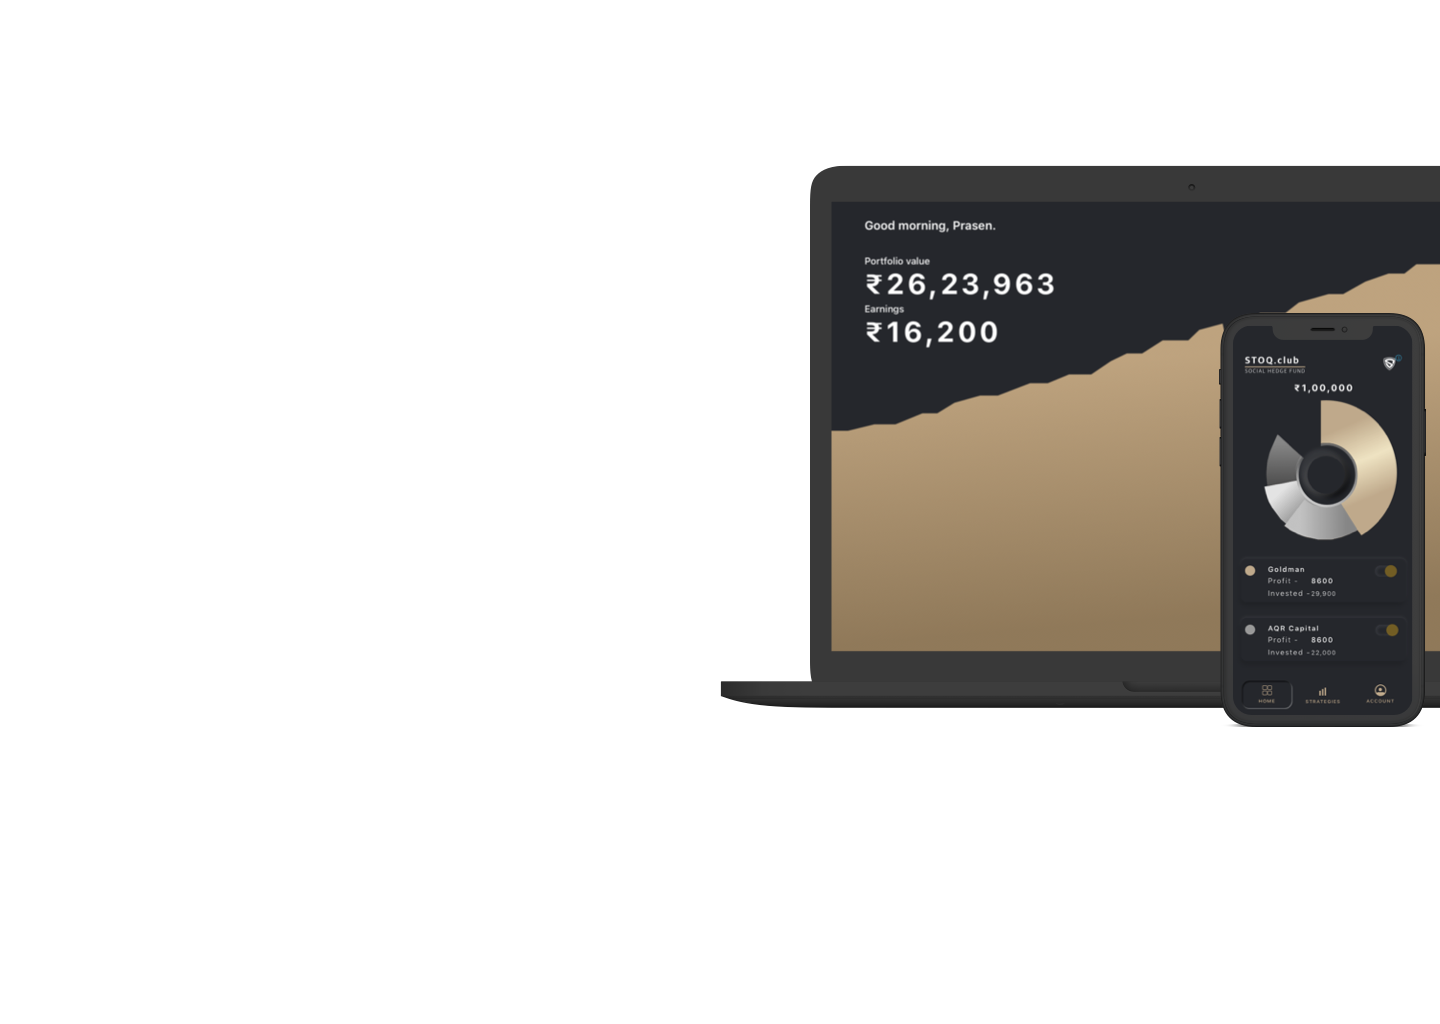 Good morning, Prasen.
Portfolio value
₹26,23,963
Earnings
₹16,200
STOQ.club
SOCIAL HEDGE FUND
₹1,00,000
Goldman
Profit - 8600
Invested - 29,900
AQR Capital
Profit - 8600
Invested - 22,000
HOME STRATEGIES ACCOUNT